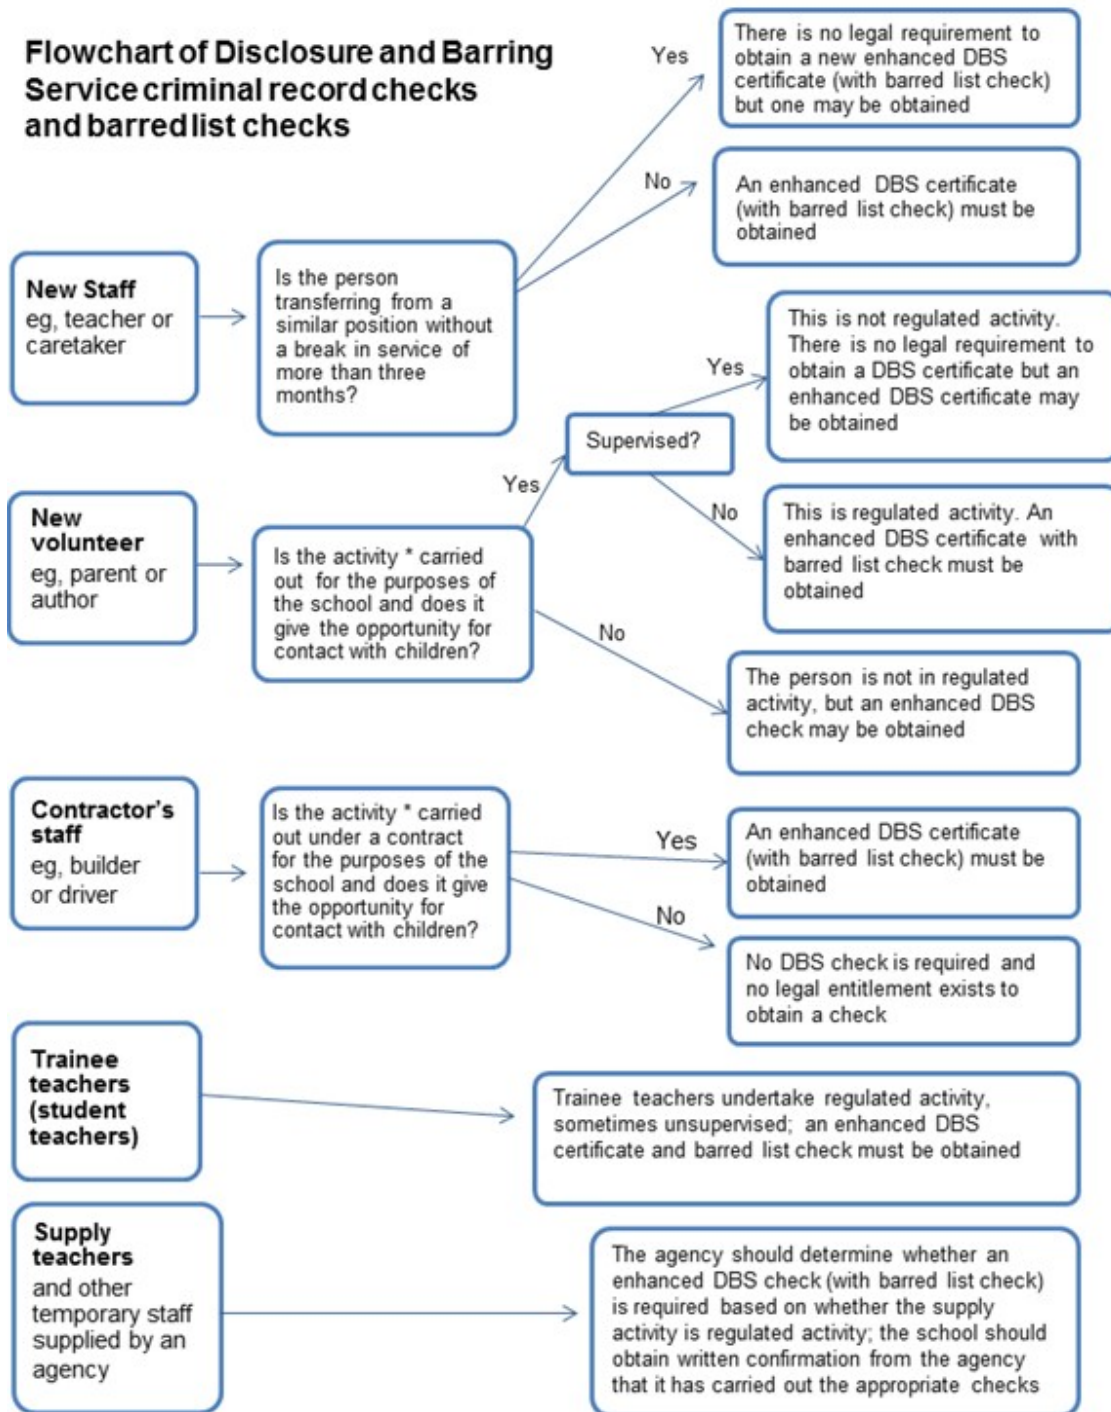 Flowchart of Disclosure and Barring
Service criminal record checks
and barred list checks
New Staff
eg, teacher or
caretaker
Is the person
transferring from a
similar position without
a break in service of
more than three
months?
Yes
There is no legal requirement to
obtain a new enhanced DBS
certificate (with barred list check)
but one may be obtained
No
An enhanced DBS certificate
(with barred list check) must be
obtained
New
volunteer
eg, parent or
author
Is the activity * carried
out for the purposes of
the school and does it
give the opportunity for
contact with children?
Yes
Supervised?
Yes
This is not regulated activity.
There is no legal requirement to
obtain a DBS certificate but an
enhanced DBS certificate may
be obtained
No
This is regulated activity. An
enhanced DBS certificate with
barred list check must be
obtained
No
The person is not in regulated
activity, but an enhanced DBS
check may be obtained
Contractor's
staff
eg, builder
or driver
Is the activity * carried
out under a contract
for the purposes of the
school and does it give
the opportunity for
contact with children?
Yes
An enhanced DBS certificate
(with barred list check) must be
obtained
No
No DBS check is required and
no legal entitlement exists to
obtain a check
Trainee
teachers
(student
teachers)
Trainee teachers undertake regulated activity,
sometimes unsupervised; an enhanced DBS
certificate and barred list check must be obtained
Supply
teachers
and other
temporary staff
supplied by an
agency
The agency should determine whether an
enhanced DBS check (with barred list check)
is required based on whether the supply
activity is regulated activity; the school should
obtain written confirmation from the agency
that it has carried out the appropriate checks